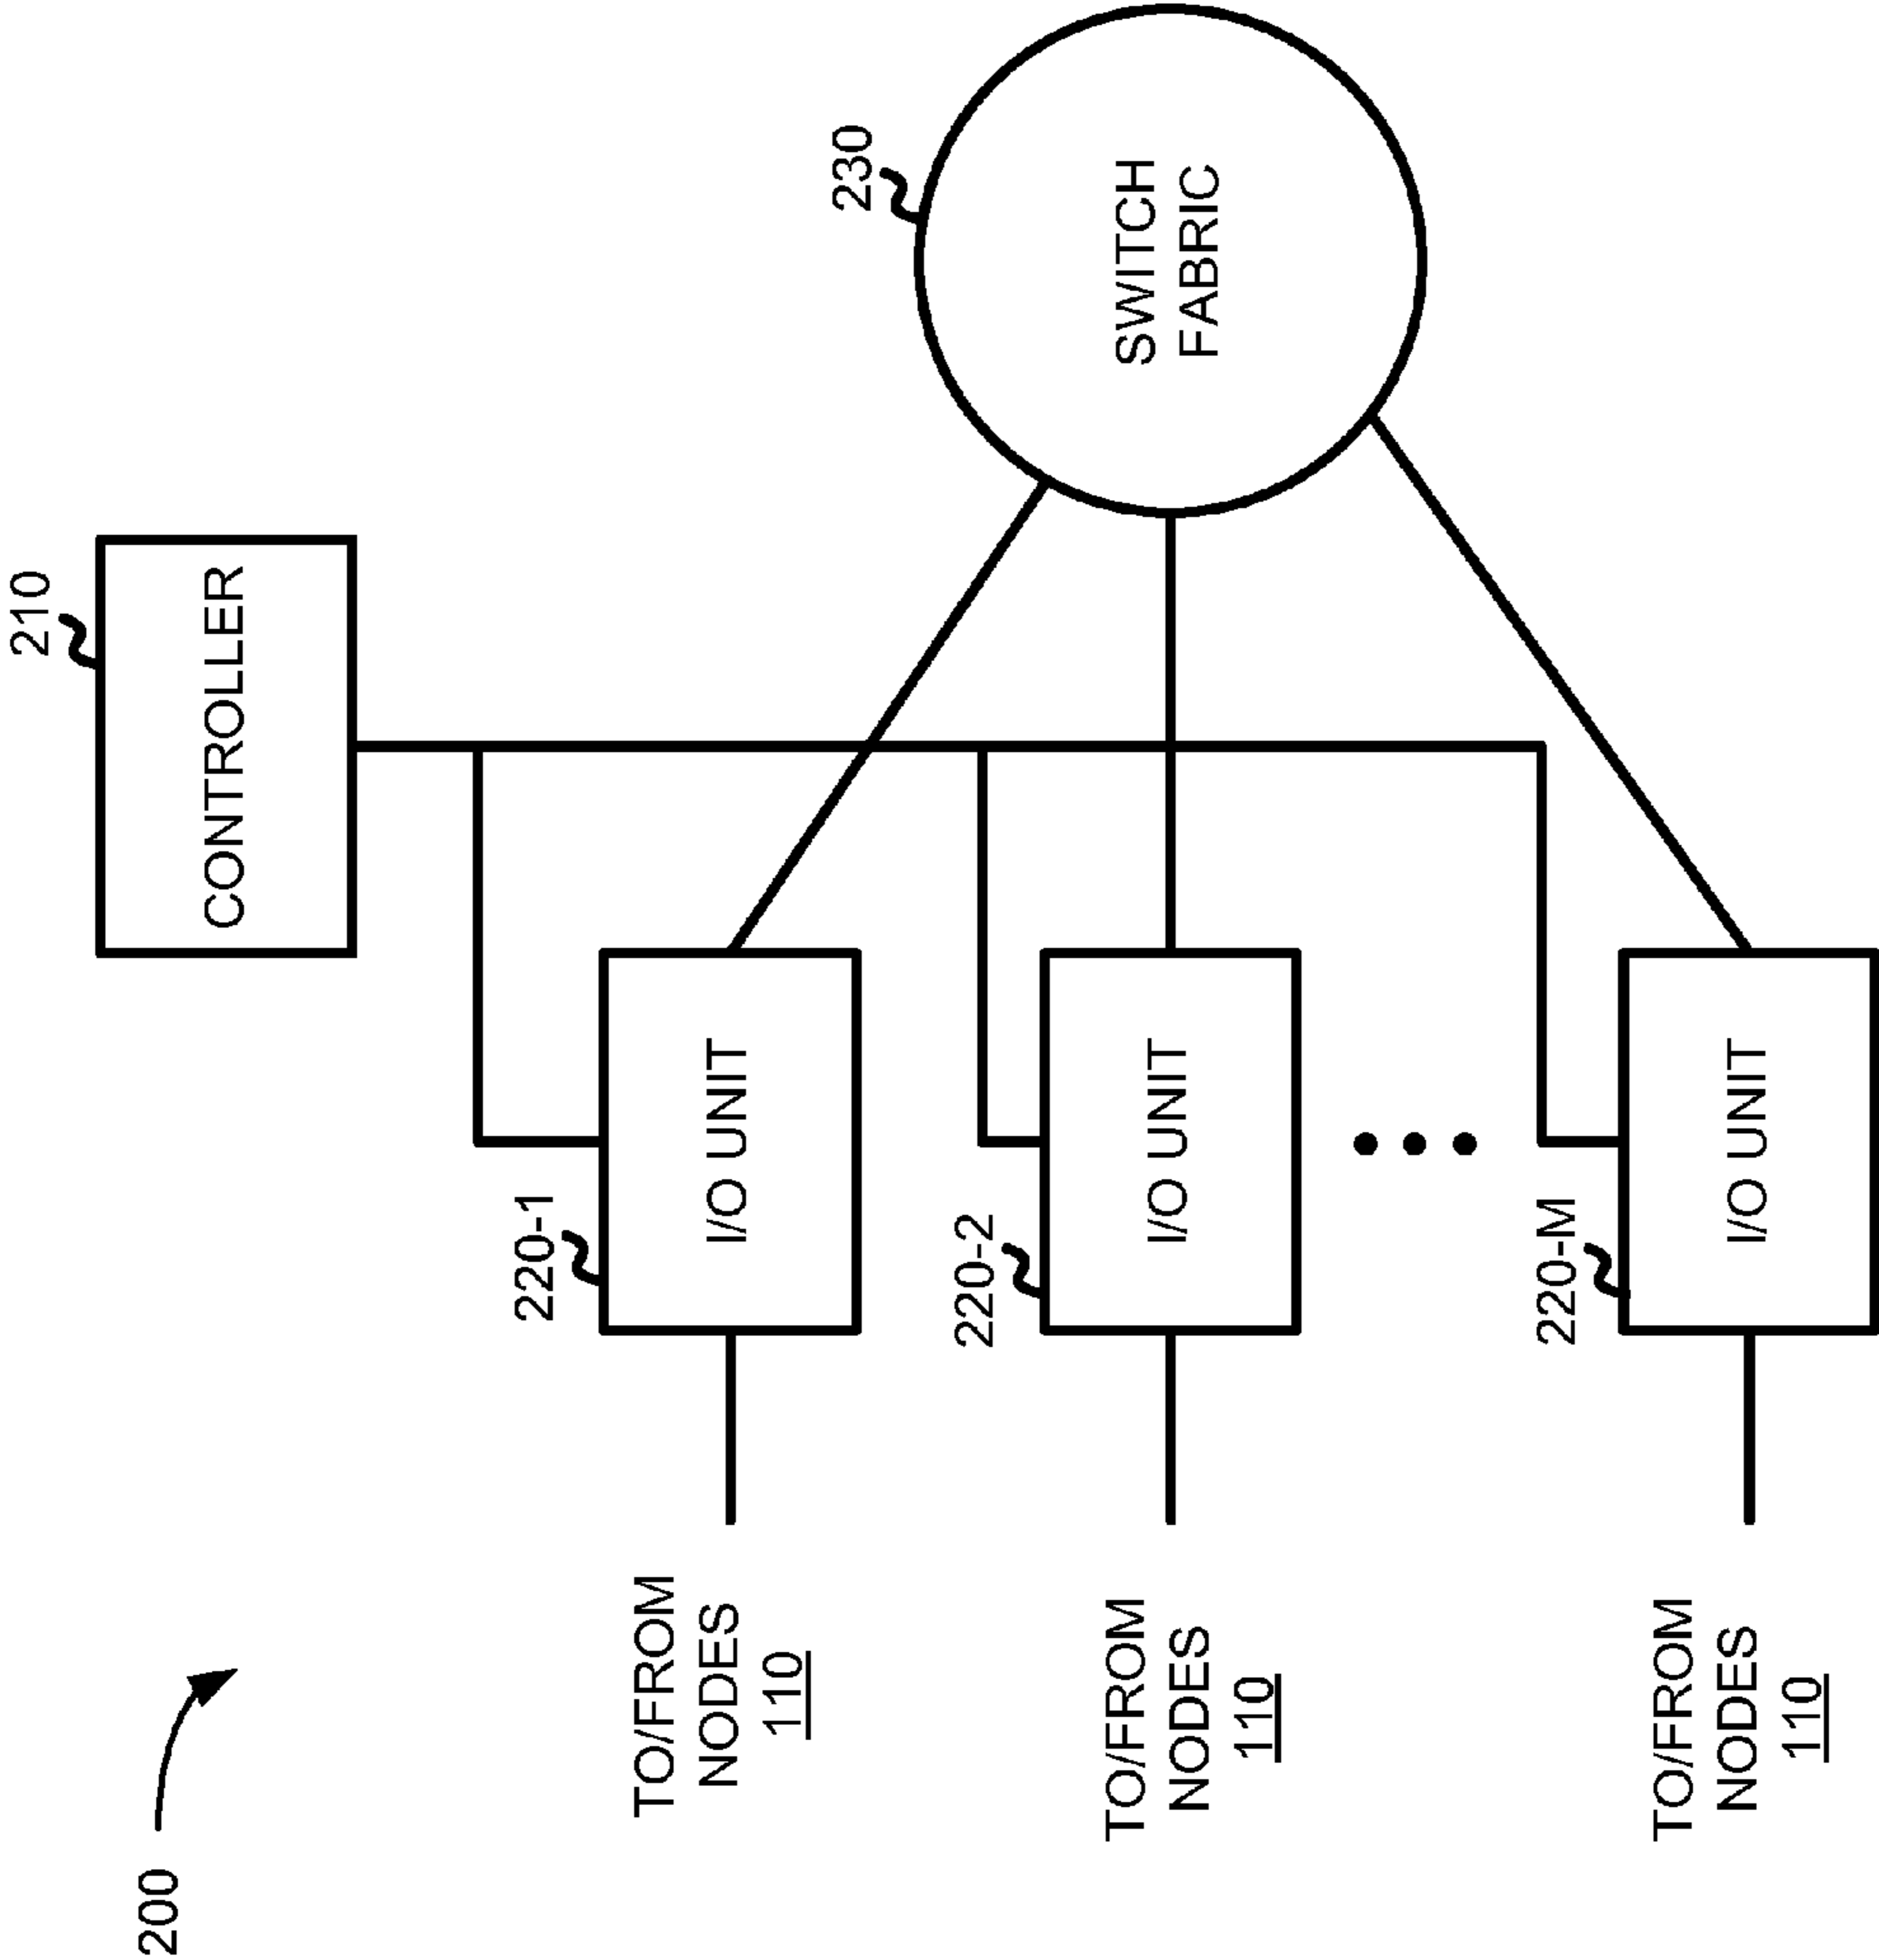 200
210
CONTROLLER
230
SWITCH
FABRIC
220-1
I/O UNIT
TO/FROM
NODES
110
220-2
I/O UNIT
TO/FROM
NODES
110
220-M
I/O UNIT
TO/FROM
NODES
110